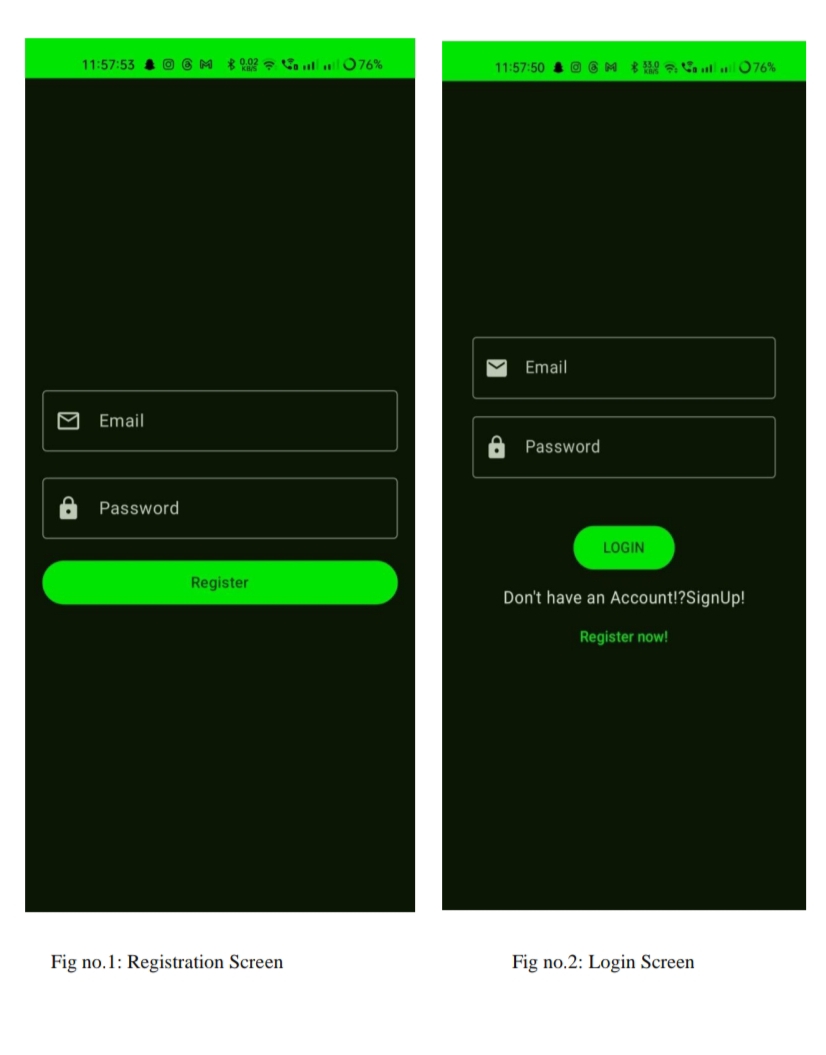 11:57:53 0.02 KB/S 76%
Email
Password
Register
Fig no.1: Registration Screen
11:57:50 33.0 KB/S 76%
Email
Password
LOGIN
Don't have an Account!?SignUp!
Register now!
Fig no.2: Login Screen